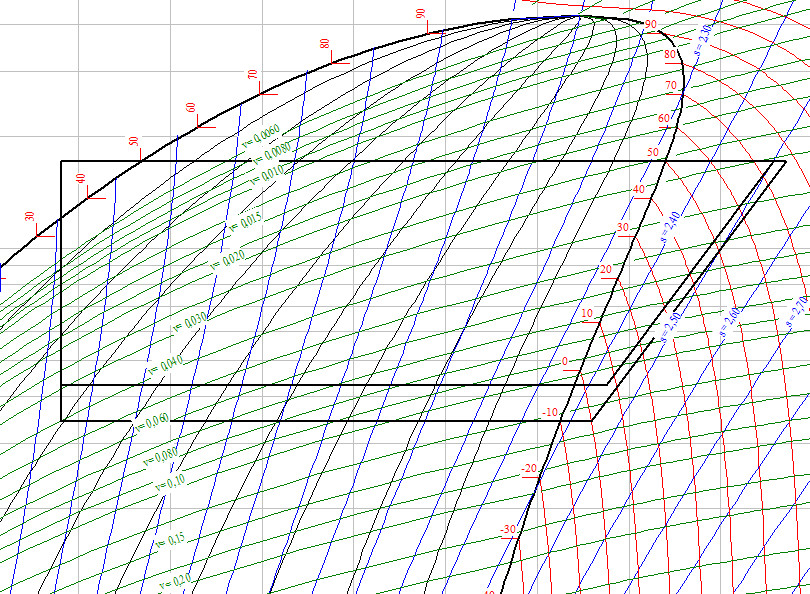 90
80
70
60
50
40
30
90
80
70
60
50
40
30
20
10
0
-10
-20
-30
s = 2,30
s = 2,40
s = 2,50
s = 2,60
s = 2,70
v= 0,0060
v= 0,0080
v= 0,010
v= 0,015
v= 0,020
v= 0,030
v= 0,040
v= 0,060
v= 0,080
v= 0,10
v= 0,15
v= 0,20